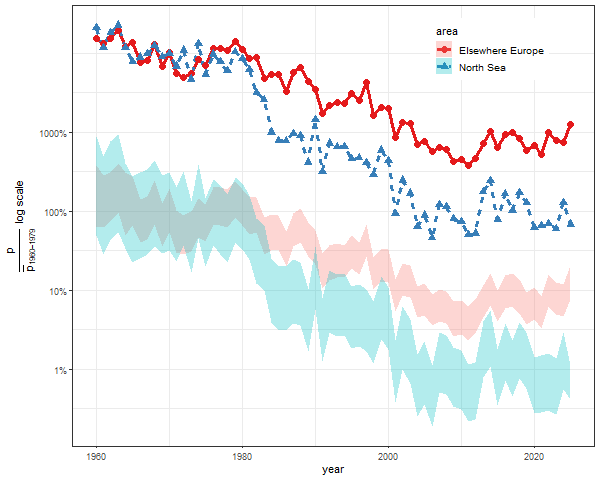 area
Elsewhere Europe
North Sea
1000%
100%
10%
1%
p
p1960−1979
log scale
1960
1980
2000
2020
year